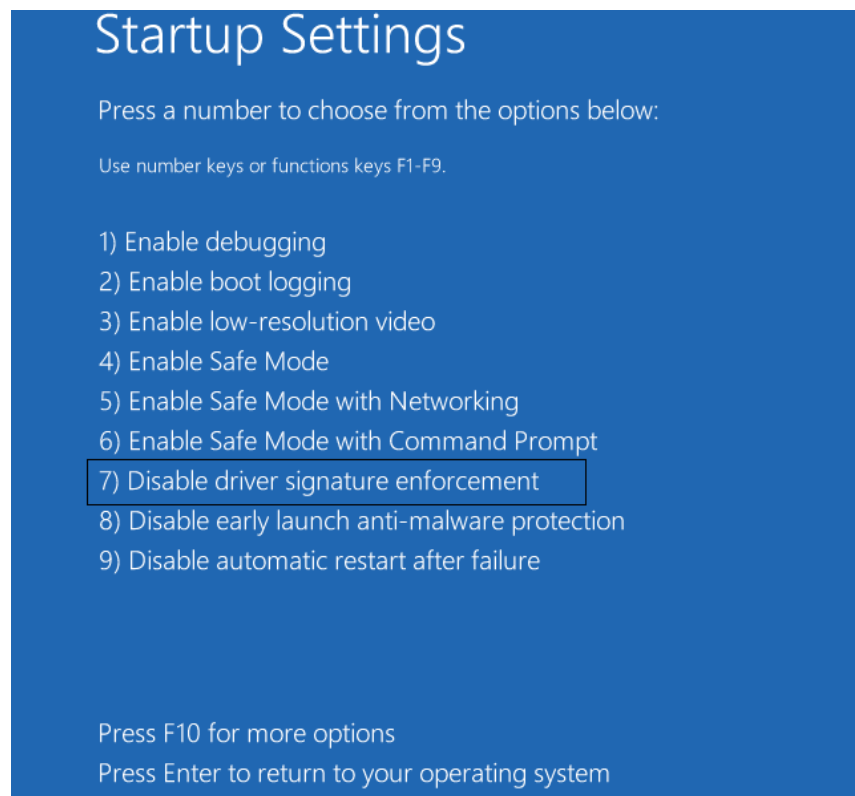 Startup Settings
Press a number to choose from the options below:
Use number keys or functions keys F1-F9.
1) Enable debugging
2) Enable boot logging
3) Enable low-resolution video
4) Enable Safe Mode
5) Enable Safe Mode with Networking
6) Enable Safe Mode with Command Prompt
7) Disable driver signature enforcement
8) Disable early launch anti-malware protection
9) Disable automatic restart after failure
Press F10 for more options
Press Enter to return to your operating system